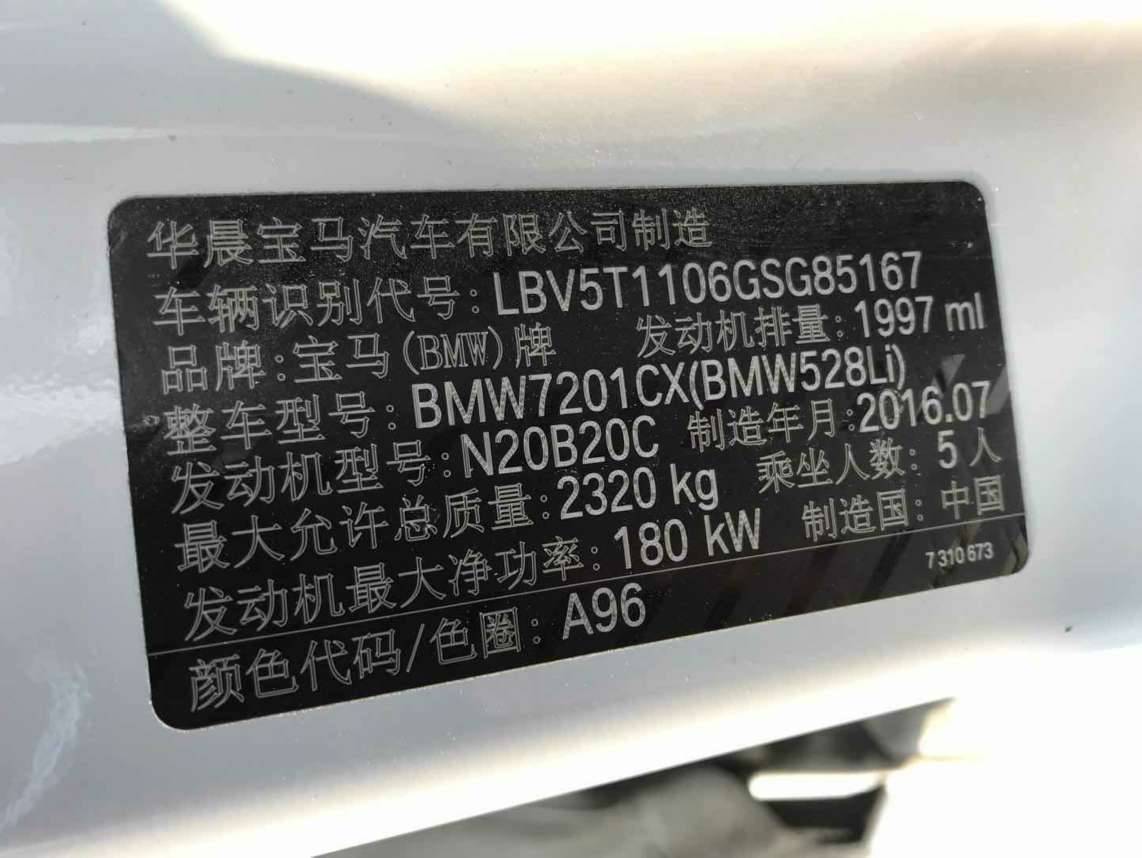 华晨宝马汽车有限公司制造
车辆识别代号: LBV5T1106GSG85167
品牌:宝马(BMW)牌 发动机排量:1997 ml
整车型号: BMW7201CX(BMW528Li)
发动机型号:N20B20C 制造年月:2016.07
最大允许总质量:2320 kg 乘坐人数: 5 人
发动机最大净功率: 180 kW 制造国: 中国
7 310 673
颜色代码/色圈: A96